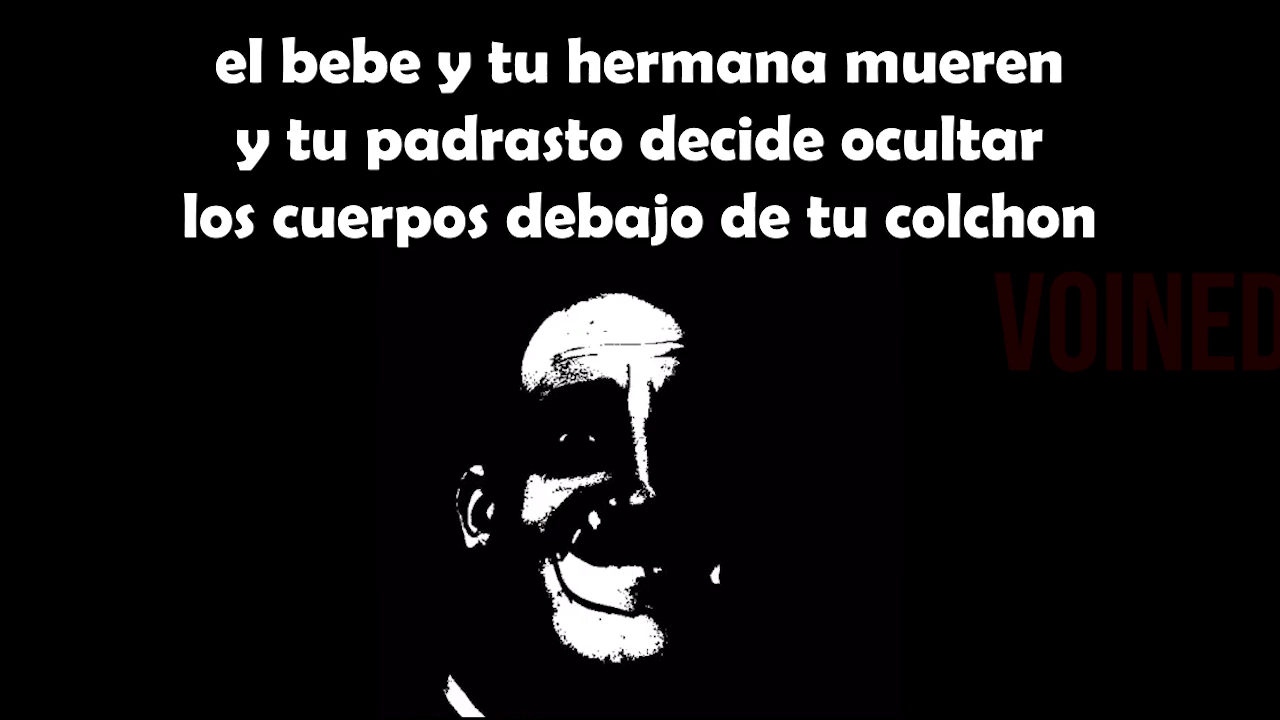 el bebe y tu hermana mueren
y tu padrasto decide ocultar
los cuerpos debajo de tu colchon
VOINED